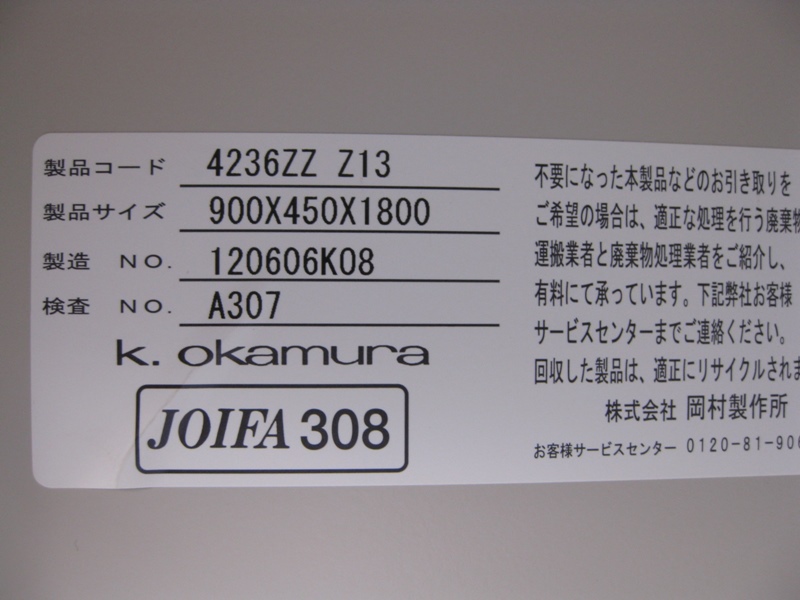 製品コード 4236ZZ Z13
製品サイズ 900X450X1800
製造 NO. 120606K08
検査 NO. A307
k. okamura
JOIFA 308
不要になった本製品などのお引き取りを
ご希望の場合は、適正な処理を行う廃棄物
運搬業者と廃棄物処理業者をご紹介し、
有料にて承っています。下記弊社お客様
サービスセンターまでご連絡ください。
回収した製品は、適正にリサイクルされま
株式会社 岡村製作所
お客様サービスセンター 0120-81-906